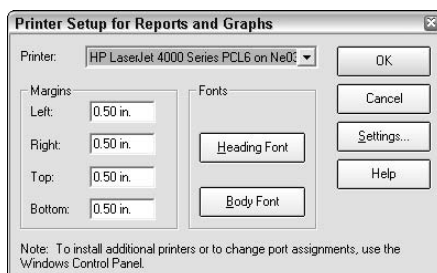 Printer Setup for Reports and Graphs
Printer: HP LaserJet 4000 Series PCL6 on Ne03:
OK
Cancel
Settings...
Help
Margins
Left: 0.50 in.
Right: 0.50 in.
Top: 0.50 in.
Bottom: 0.50 in.
Fonts
Heading Font
Body Font
Note: To install additional printers or to change port assignments, use the
Windows Control Panel.